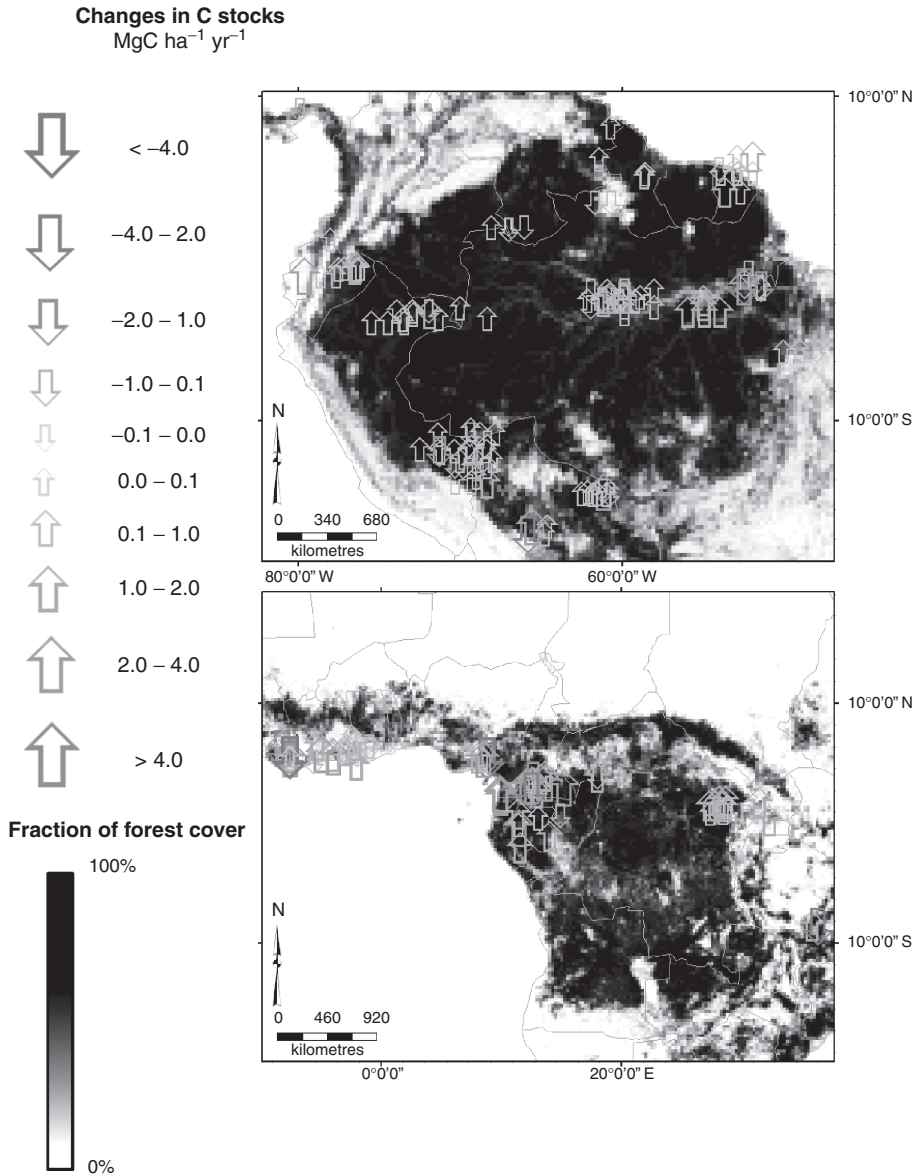 Changes in C stocks
MgC ha⁻¹ yr⁻¹
< −4.0
−4.0 – 2.0
−2.0 – 1.0
−1.0 – 0.1
−0.1 – 0.0
0.0 – 0.1
0.1 – 1.0
1.0 – 2.0
2.0 – 4.0
> 4.0
Fraction of forest cover
100%
0%
10°0'0" N
10°0'0" S
N
0 340 680
kilometres
80°0'0" W 60°0'0" W
10°0'0" N
10°0'0" S
N
0 460 920
kilometres
0°0'0" 20°0'0" E